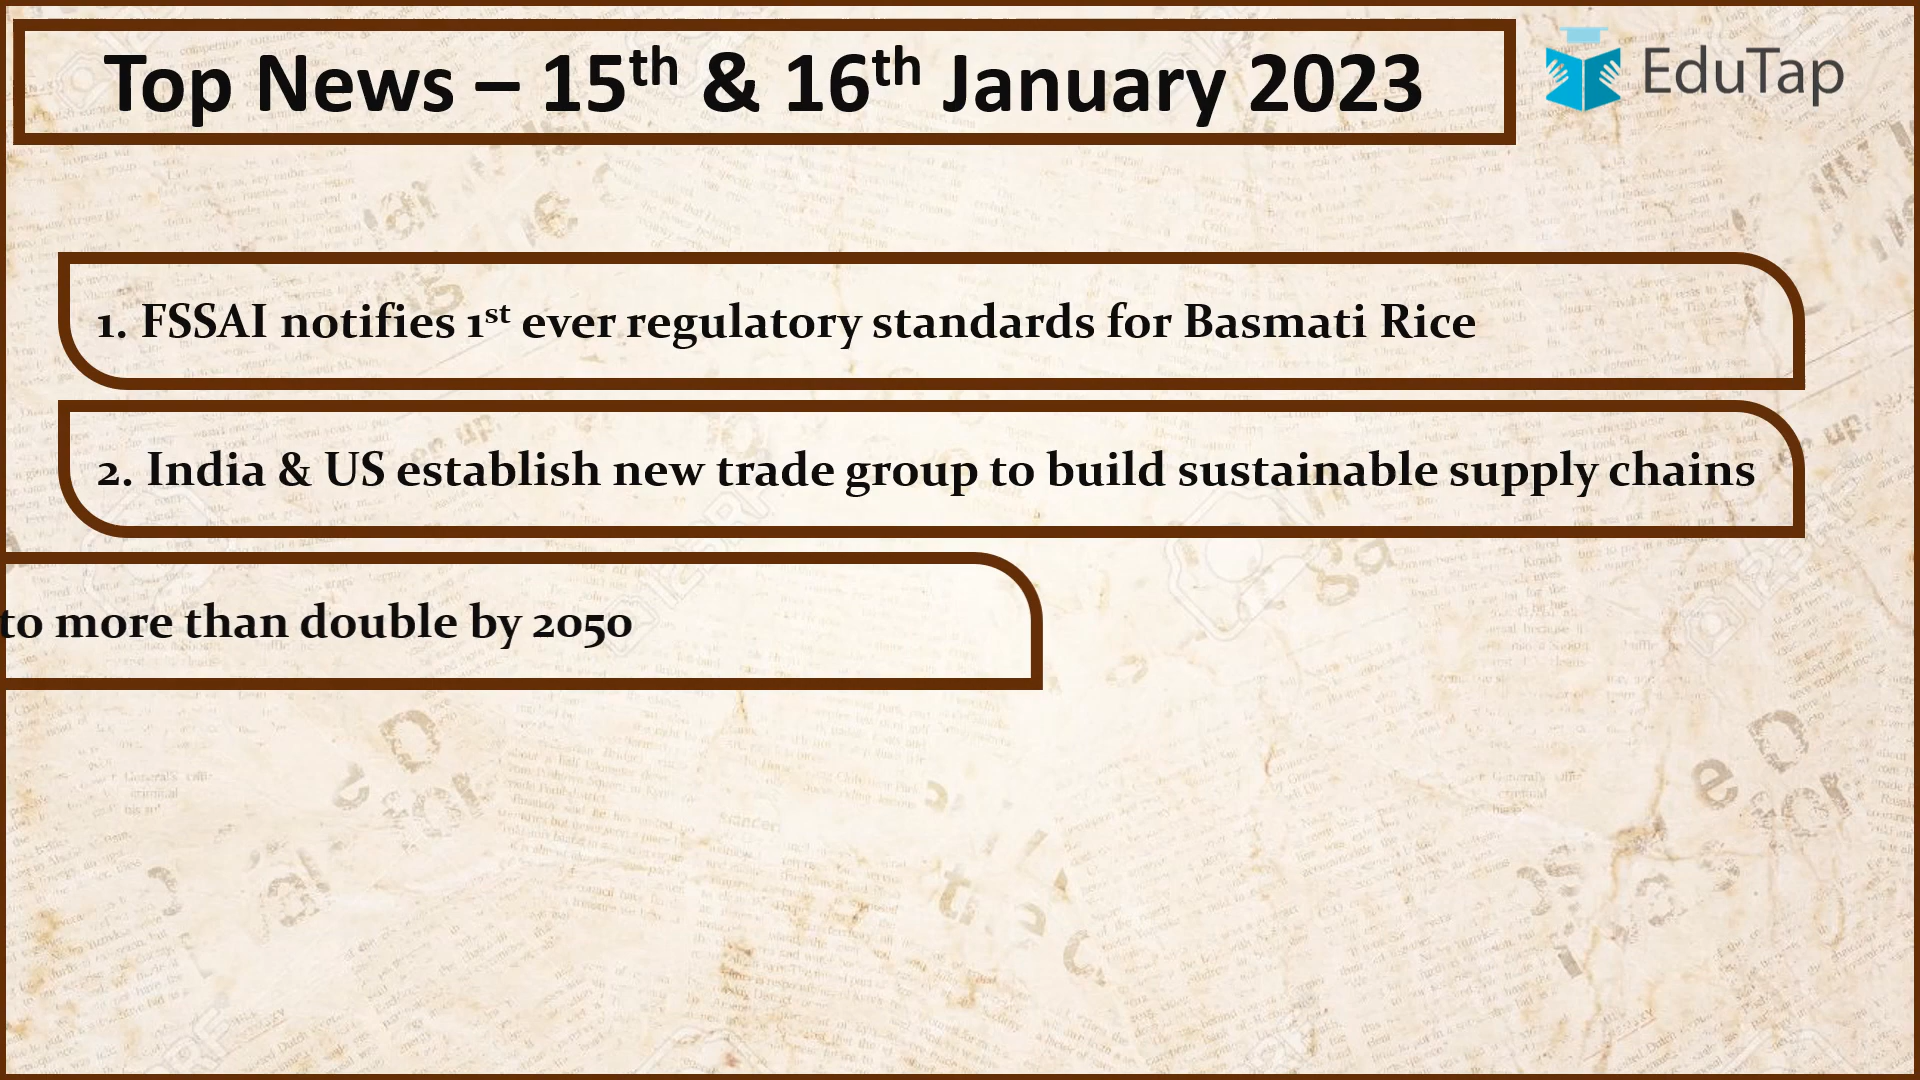 Top News – 15th & 16th January 2023
EduTap
1. FSSAI notifies 1st ever regulatory standards for Basmati Rice
2. India & US establish new trade group to build sustainable supply chains
to more than double by 2050